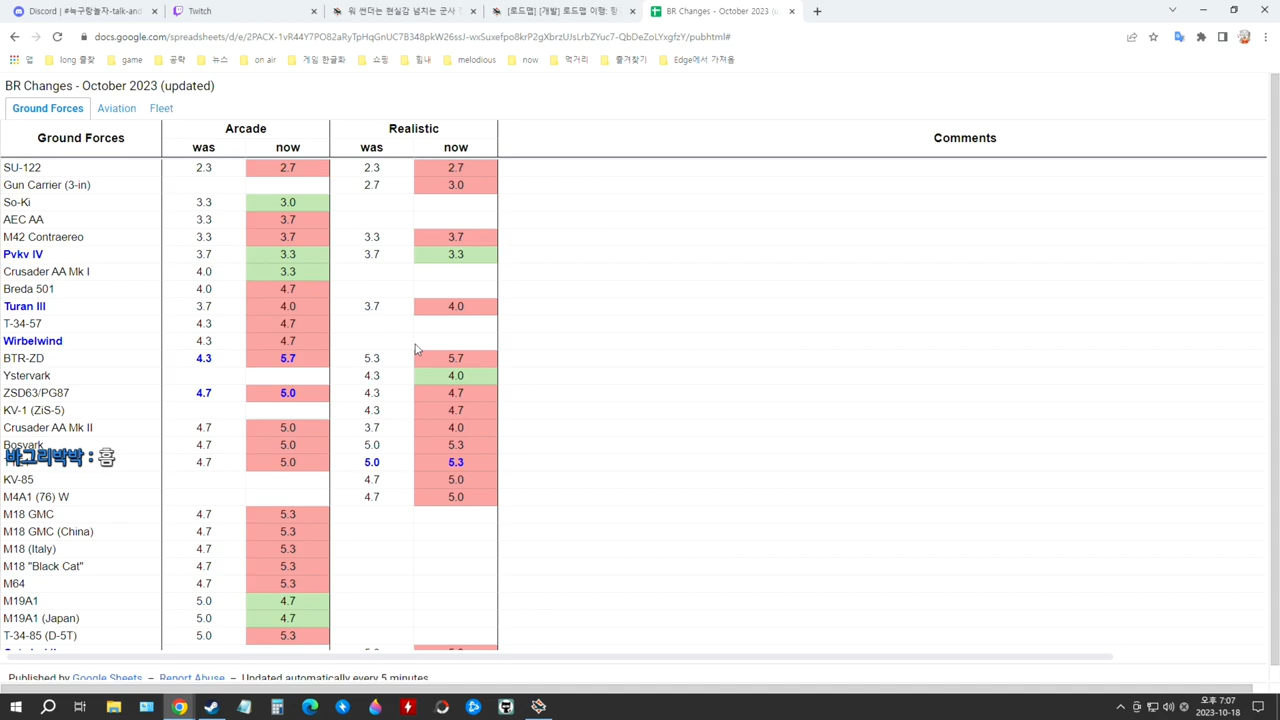 Discord | #녹구랑놀자-talk-and
Twitch
워 썬더는 현실감 넘치는 군사
[로드맵] [개발] 로드맵 이행: 탑
BR Changes - October 2023 (u
docs.google.com/spreadsheets/d/e/2PACX-1vR44Y7PO82aRyTpHqGnUC7B348pkW26ssJ-wxSuxefpo8krP2gXbrzUJsLrbZYuc7-QbDeZoLYxgfzY/pubhtml#
앱 long 즐찾 game 공략 뉴스 on air 게임 한글화 쇼핑 힘내 melodious now 먹거리 즐겨찾기 Edge에서 가져옴
BR Changes - October 2023 (updated)
Ground Forces Aviation Fleet
Ground Forces Arcade Realistic Comments
was now was now
SU-122 2.3 2.7 2.3 2.7
Gun Carrier (3-in) 2.7 3.0
So-Ki 3.3 3.0
AEC AA 3.3 3.7
M42 Contraereo 3.3 3.7 3.3 3.7
Pvkv IV 3.7 3.3 3.7 3.3
Crusader AA Mk I 4.0 3.3
Breda 501 4.0 4.7
Turan III 3.7 4.0 3.7 4.0
T-34-57 4.3 4.7
Wirbelwind 4.3 4.7
BTR-ZD 4.3 5.7 5.3 5.7
Ystervark 4.3 4.0
ZSD63/PG87 4.7 5.0 4.3 4.7
KV-1 (ZiS-5) 4.3 4.7
Crusader AA Mk II 4.7 5.0 3.7 4.0
Bosvark 4.7 5.0 5.0 5.3
바그리박박 : 흠
4.7 5.0 5.0 5.3
KV-85 4.7 5.0
M4A1 (76) W 4.7 5.0
M18 GMC 4.7 5.3
M18 GMC (China) 4.7 5.3
M18 (Italy) 4.7 5.3
M18 "Black Cat" 4.7 5.3
M64 4.7 5.3
M19A1 5.0 4.7
M19A1 (Japan) 5.0 4.7
T-34-85 (D-5T) 5.0 5.3
Published by Google Sheets – Report Abuse – Updated automatically every 5 minutes
오후 7:07
2023-10-18